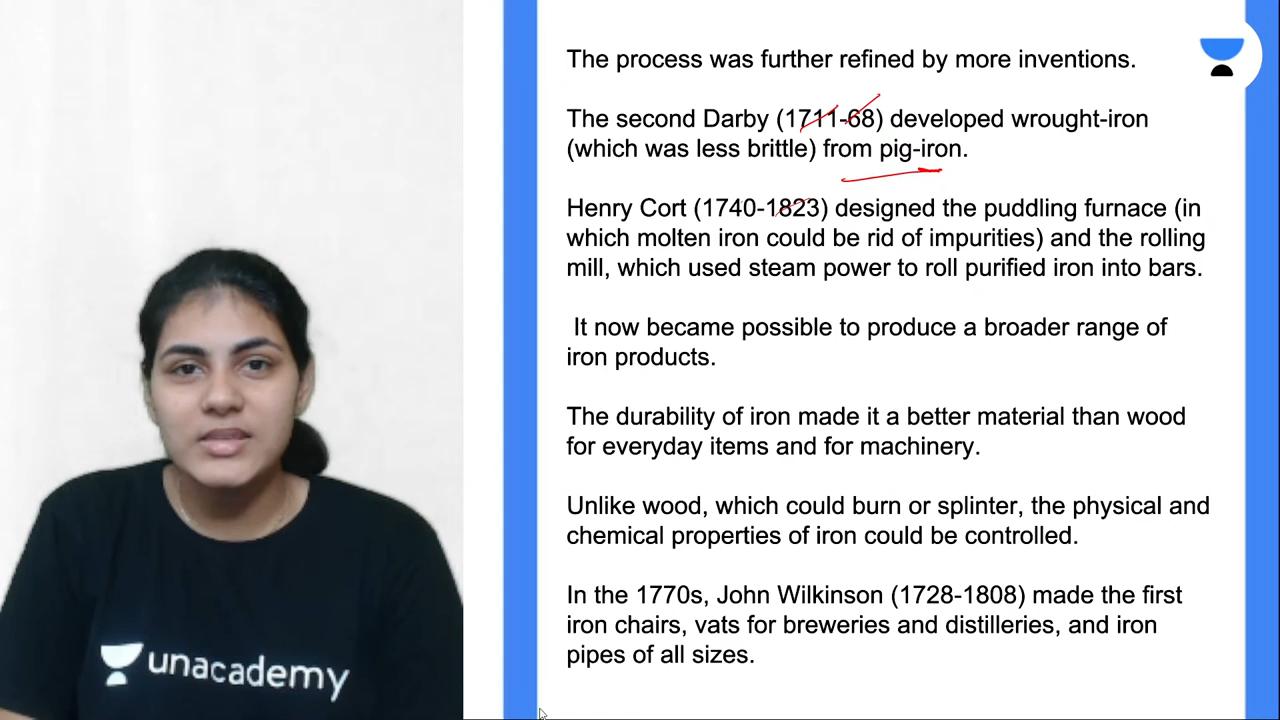 The process was further refined by more inventions.
The second Darby (1711-68) developed wrought-iron
(which was less brittle) from pig-iron.
Henry Cort (1740-1823) designed the puddling furnace (in
which molten iron could be rid of impurities) and the rolling
mill, which used steam power to roll purified iron into bars.
It now became possible to produce a broader range of
iron products.
The durability of iron made it a better material than wood
for everyday items and for machinery.
Unlike wood, which could burn or splinter, the physical and
chemical properties of iron could be controlled.
In the 1770s, John Wilkinson (1728-1808) made the first
iron chairs, vats for breweries and distilleries, and iron
pipes of all sizes.
unacademy